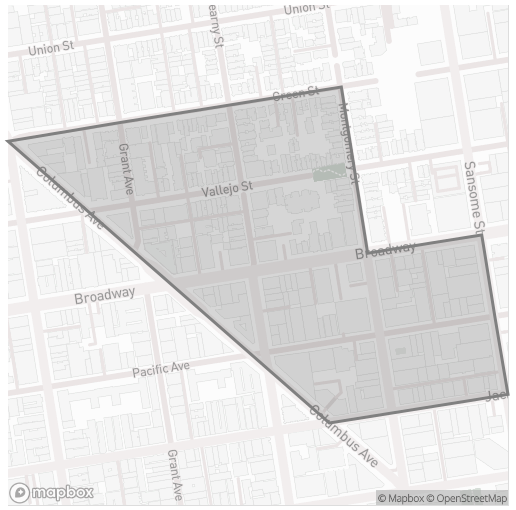 Union St
Union St
earny St
Green St
Montgomery St
Grant Ave
Columbus Ave
Vallejo St
Sansome St
Broadway
Broadway
Pacific Ave
Jac
Columbus Ave
Grant Ave
mapbox
© Mapbox © OpenStreetMap